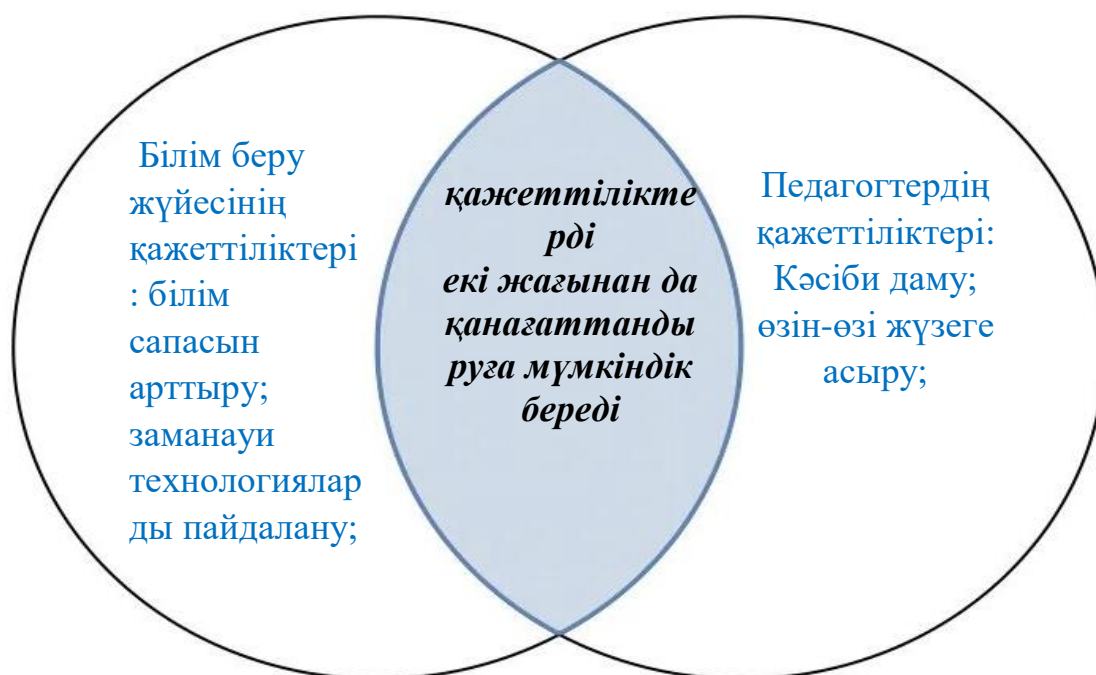 Білім беру
жүйесінің
қажеттіліктері
: білім
сапасын
арттыру;
заманауи
технологиялар
ды пайдалану;
қажеттілікте
рді
екі жағынан да
қанағаттанды
руға мүмкіндік
береді
Педагогтердің
қажеттіліктері:
Кәсіби даму;
өзін-өзі жүзеге
асыру;